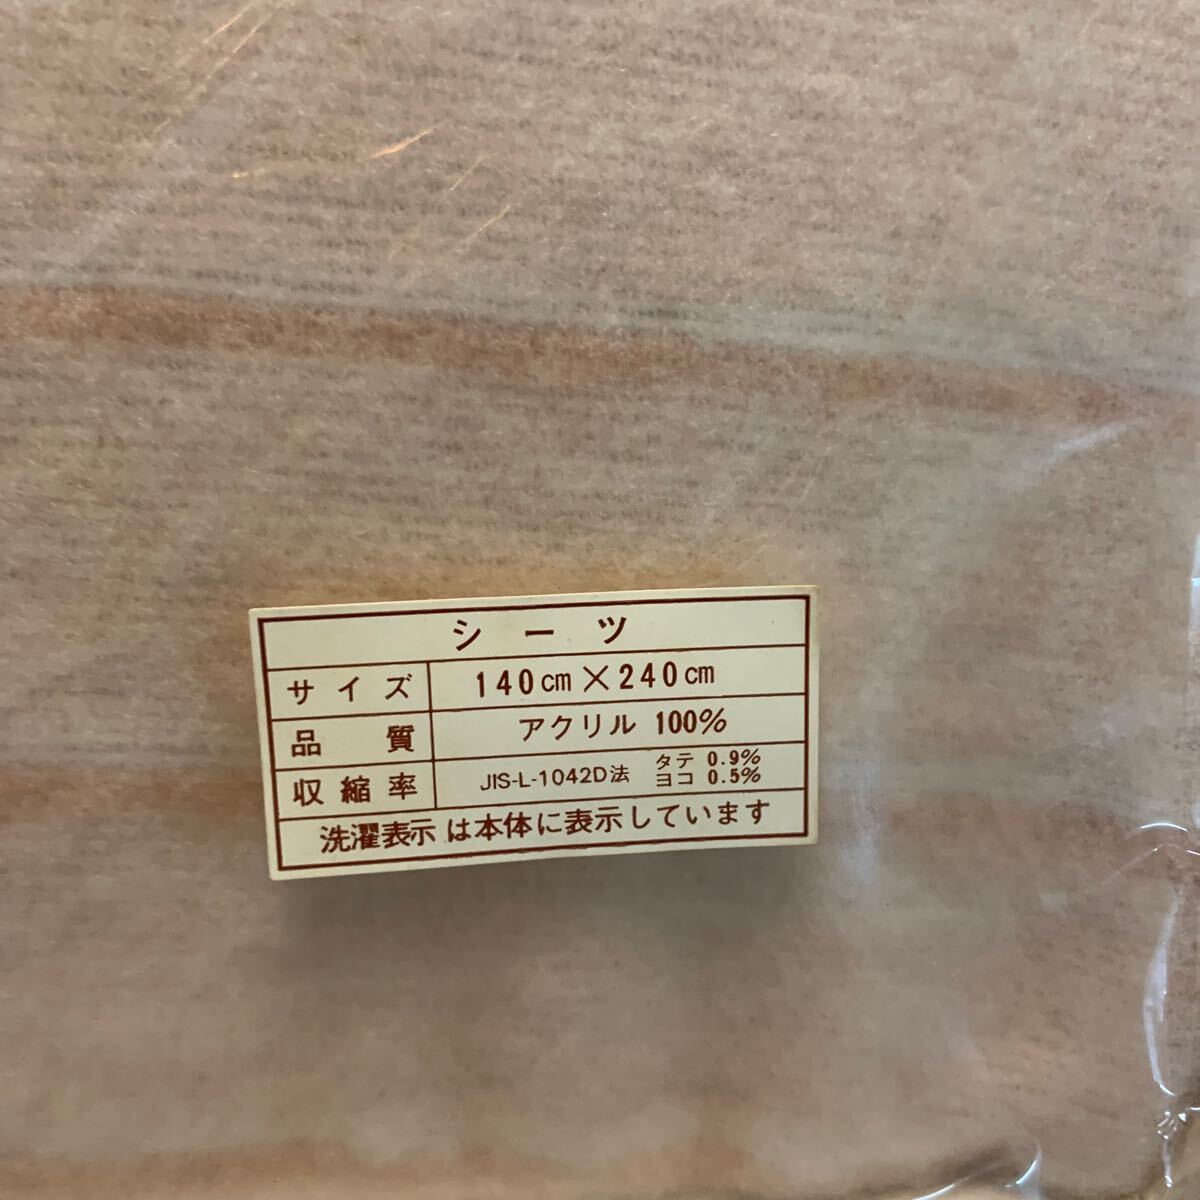 シーツ
サイズ 140cm×240cm
品質 アクリル 100%
収縮率 JIS-L-1042D法 タテ 0.9% ヨコ 0.5%
洗濯表示は本体に表示しています